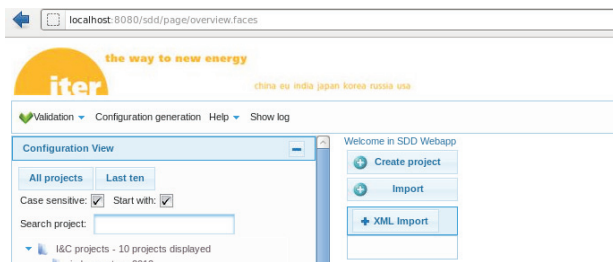 localhost:8080/sdd/page/overview.faces
the way to new energy
iter
china eu india japan korea russia usa
Validation Configuration generation Help Show log
Configuration View
Welcome in SDD Webapp
Create project
All projects Last ten
Import
Case sensitive: Start with:
XML Import
Search project:
I&C projects - 10 projects displayed